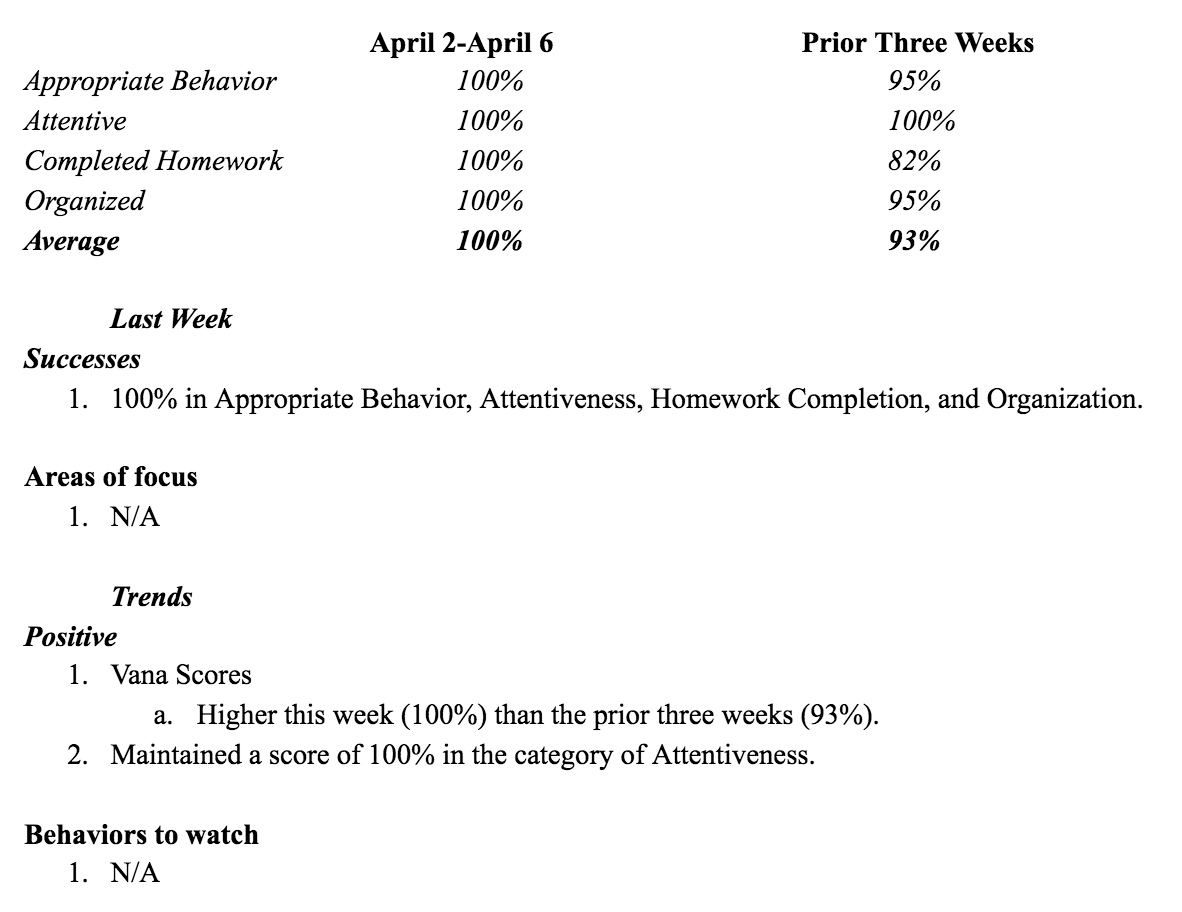 April 2-April 6 Prior Three Weeks
Appropriate Behavior 100% 95%
Attentive 100% 100%
Completed Homework 100% 82%
Organized 100% 95%
Average 100% 93%
Last Week
Successes
1. 100% in Appropriate Behavior, Attentiveness, Homework Completion, and Organization.
Areas of focus
1. N/A
Trends
Positive
1. Vana Scores
a. Higher this week (100%) than the prior three weeks (93%).
2. Maintained a score of 100% in the category of Attentiveness.
Behaviors to watch
1. N/A